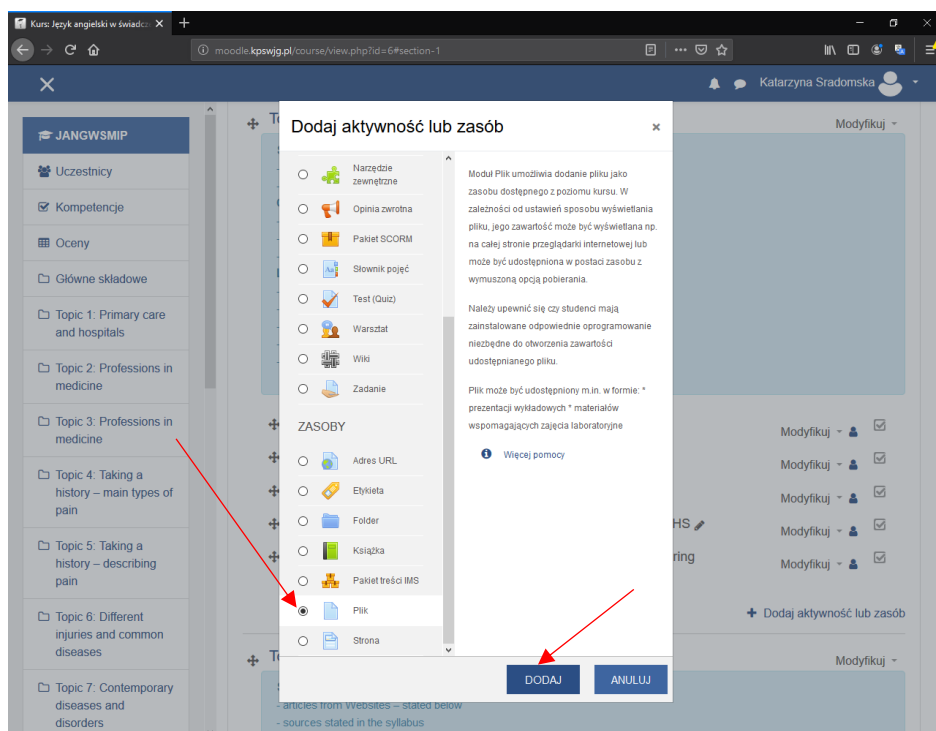 Kurs: Język angielski w świadcz
moodle.kpswjg.pl/course/view.php?id=6#section-1
Katarzyna Sradomska
JANGWSMIP
Uczestnicy
Kompetencje
Oceny
Główne składowe
Topic 1: Primary care
and hospitals
Topic 2: Professions in
medicine
Topic 3: Professions in
medicine
Topic 4: Taking a
history – main types of
pain
Topic 5: Taking a
history – describing
pain
Topic 6: Different
injuries and common
diseases
Topic 7: Contemporary
diseases and
disorders
Modyfikuj
Dodaj aktywność lub zasób
×
Narzędzie
zewnętrzne
Opinia zwrotna
Pakiet SCORM
Słownik pojęć
Test (Quiz)
Warsztat
Wiki
Zadanie
ZASOBY
Adres URL
Etykieta
Folder
Książka
Pakiet treści IMS
Plik
Strona
Moduł Plik umożliwia dodanie pliku jako
zasobu dostępnego z poziomu kursu. W
zależności od ustawień sposobu wyświetlania
pliku, jego zawartość może być wyświetlana np.
na całej stronie przeglądarki internetowej lub
może być udostępniona w postaci zasobu z
wymuszoną opcją pobierania.
Należy upewnić się czy studenci mają
zainstalowane odpowiednie oprogramowanie
niezbędne do otworzenia zawartości
udostępnianego pliku.
Plik może być udostępniony m.in. w formie: *
prezentacji wykładowych * materiałów
wspomagających zajęcia laboratoryjne
Więcej pomocy
DODAJ
ANULUJ
Modyfikuj
Modyfikuj
Modyfikuj
HS
Modyfikuj
ring
Modyfikuj
+ Dodaj aktywność lub zasób
Modyfikuj
- articles from Websites – stated below
- sources stated in the syllabus